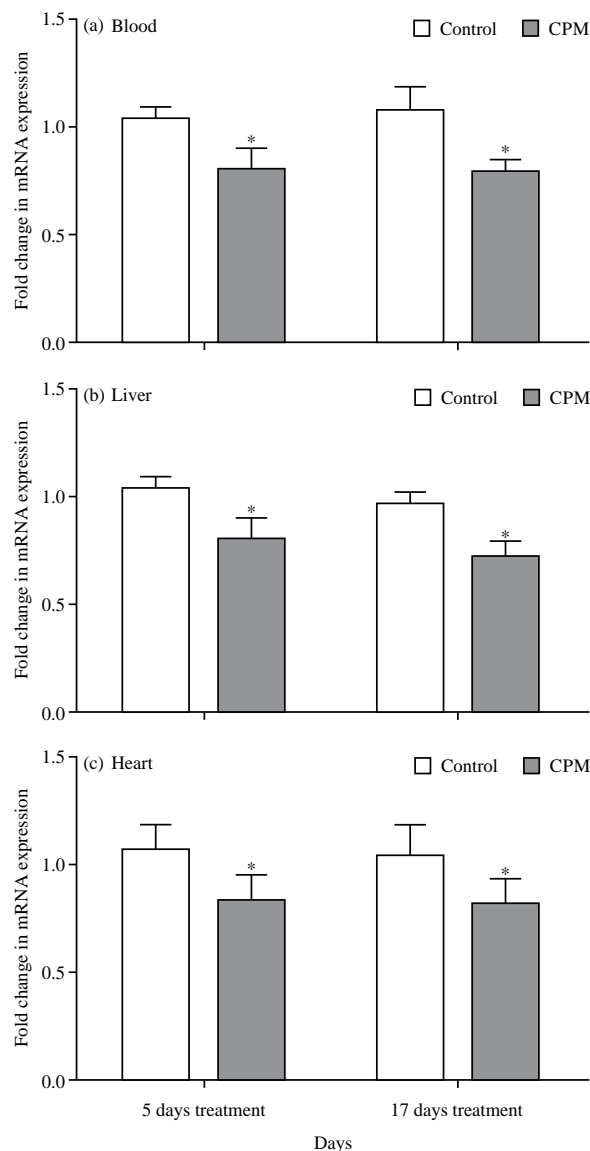 (a) Blood
Control
CPM
Fold change in mRNA expression
1.5
1.0
0.5
0.0
*
*
(b) Liver
Control
CPM
Fold change in mRNA expression
1.5
1.0
0.5
0.0
*
*
(c) Heart
Control
CPM
Fold change in mRNA expression
1.5
1.0
0.5
0.0
*
*
5 days treatment
17 days treatment
Days